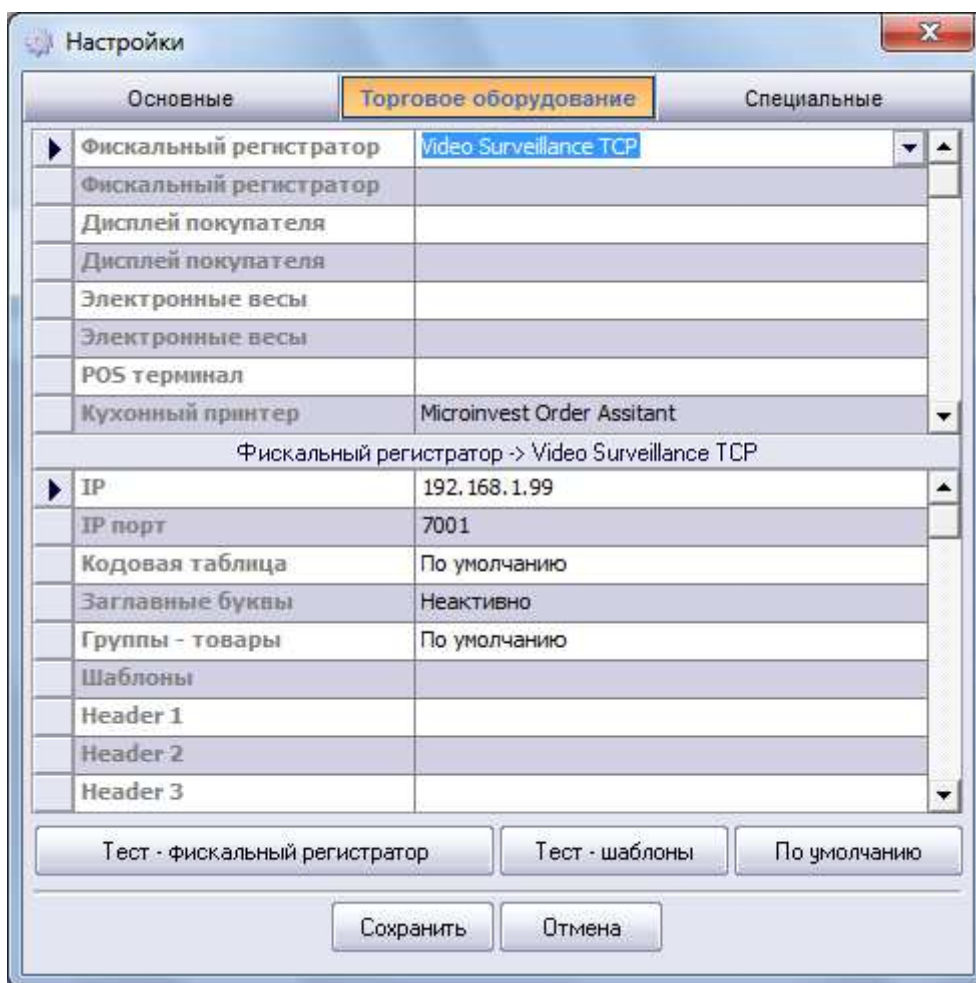 Настройки
Основные Торговое оборудование Специальные
Фискальный регистратор Video Surveillance TCP
Фискальный регистратор
Дисплей покупателя
Дисплей покупателя
Электронные весы
Электронные весы
POS терминал
Кухонный принтер Microinvest Order Assitant
Фискальный регистратор -> Video Surveillance TCP
IP 192.168.1.99
IP порт 7001
Кодовая таблица По умолчанию
Заглавные буквы Неактивно
Группы - товары По умолчанию
Шаблоны
Header 1
Header 2
Header 3
Тест - фискальный регистратор Тест - шаблоны По умолчанию
Сохранить Отмена